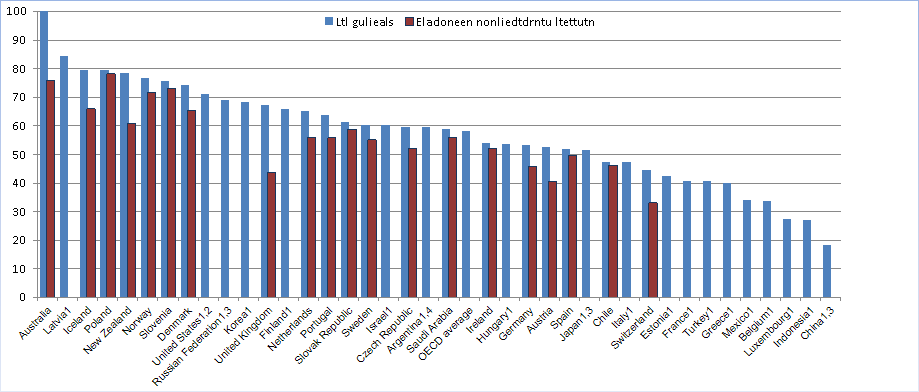 Ltl gulieals
Eladoneen nonliedtdrntu ltettutn
100
90
80
70
60
50
40
30
20
10
0
Australia
Latvia1
Iceland
Poland
New Zealand
Norway
Slovenia
Denmark
United States1,2
Russian Federation1,3
Korea1
United Kingdom
Finland1
Netherlands
Portugal
Slovak Republic
Sweden
Israel1
Czech Republic
Argenina1,4
Saudi Arabia
OECD average
Ireland
Hungary1
Germany
Austria
Spain
Japan1,3
Chile
Italy1
Switzerland
Estonia1
France1
Turkey1
Greece1
Mexico1
Belgium1
Luxembourg1
Indonesia1
China1,3